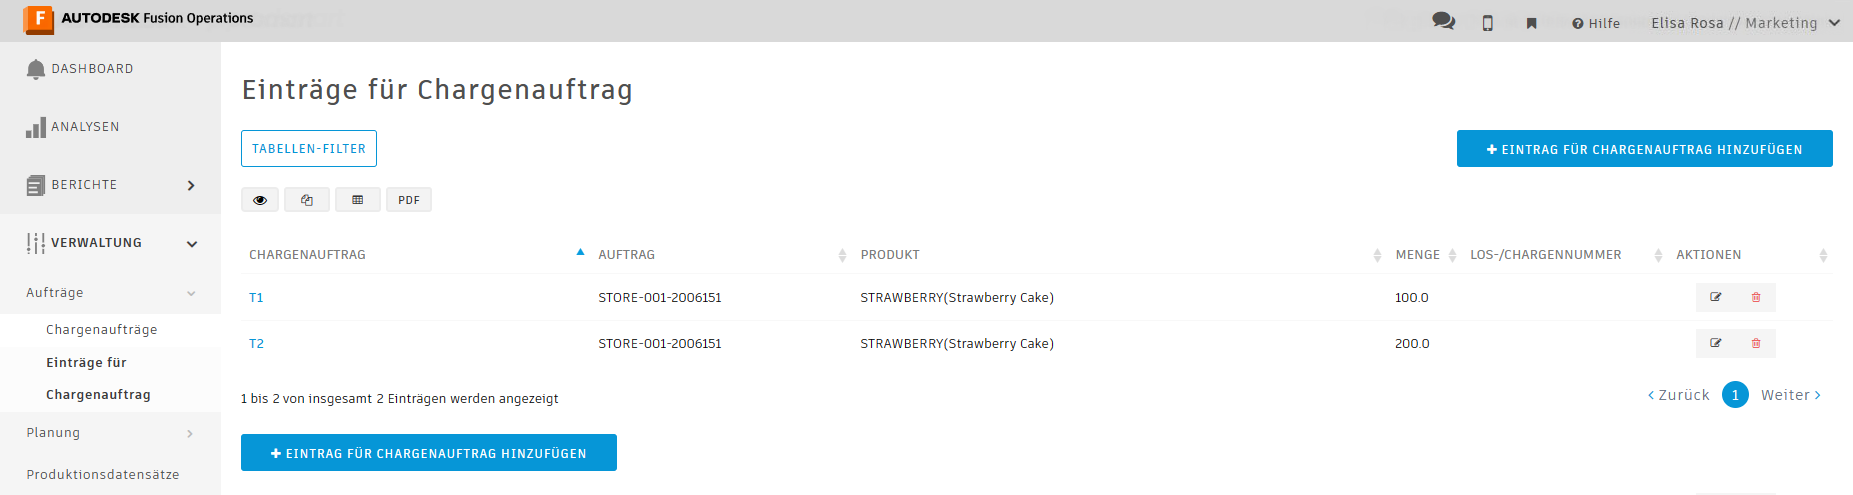 AUTODESK Fusion Operations
Hilfe
Elisa Rosa // Marketing
DASHBOARD
ANALYSEN
BERICHTE
VERWALTUNG
Aufträge
Chargenaufträge
Einträge für
Chargenauftrag
Planung
Produktionsdatensätze
Einträge für Chargenauftrag
TABELLEN-FILTER
+ EINTRAG FÜR CHARGENAUFTRAG HINZUFÜGEN
PDF
CHARGENAUFTRAG AUFTRAG PRODUKT MENGE LOS-/CHARGENNUMMER AKTIONEN
T1 STORE-001-2006151 STRAWBERRY(Strawberry Cake) 100.0
T2 STORE-001-2006151 STRAWBERRY(Strawberry Cake) 200.0
1 bis 2 von insgesamt 2 Einträgen werden angezeigt
‹ Zurück 1 Weiter ›
+ EINTRAG FÜR CHARGENAUFTRAG HINZUFÜGEN